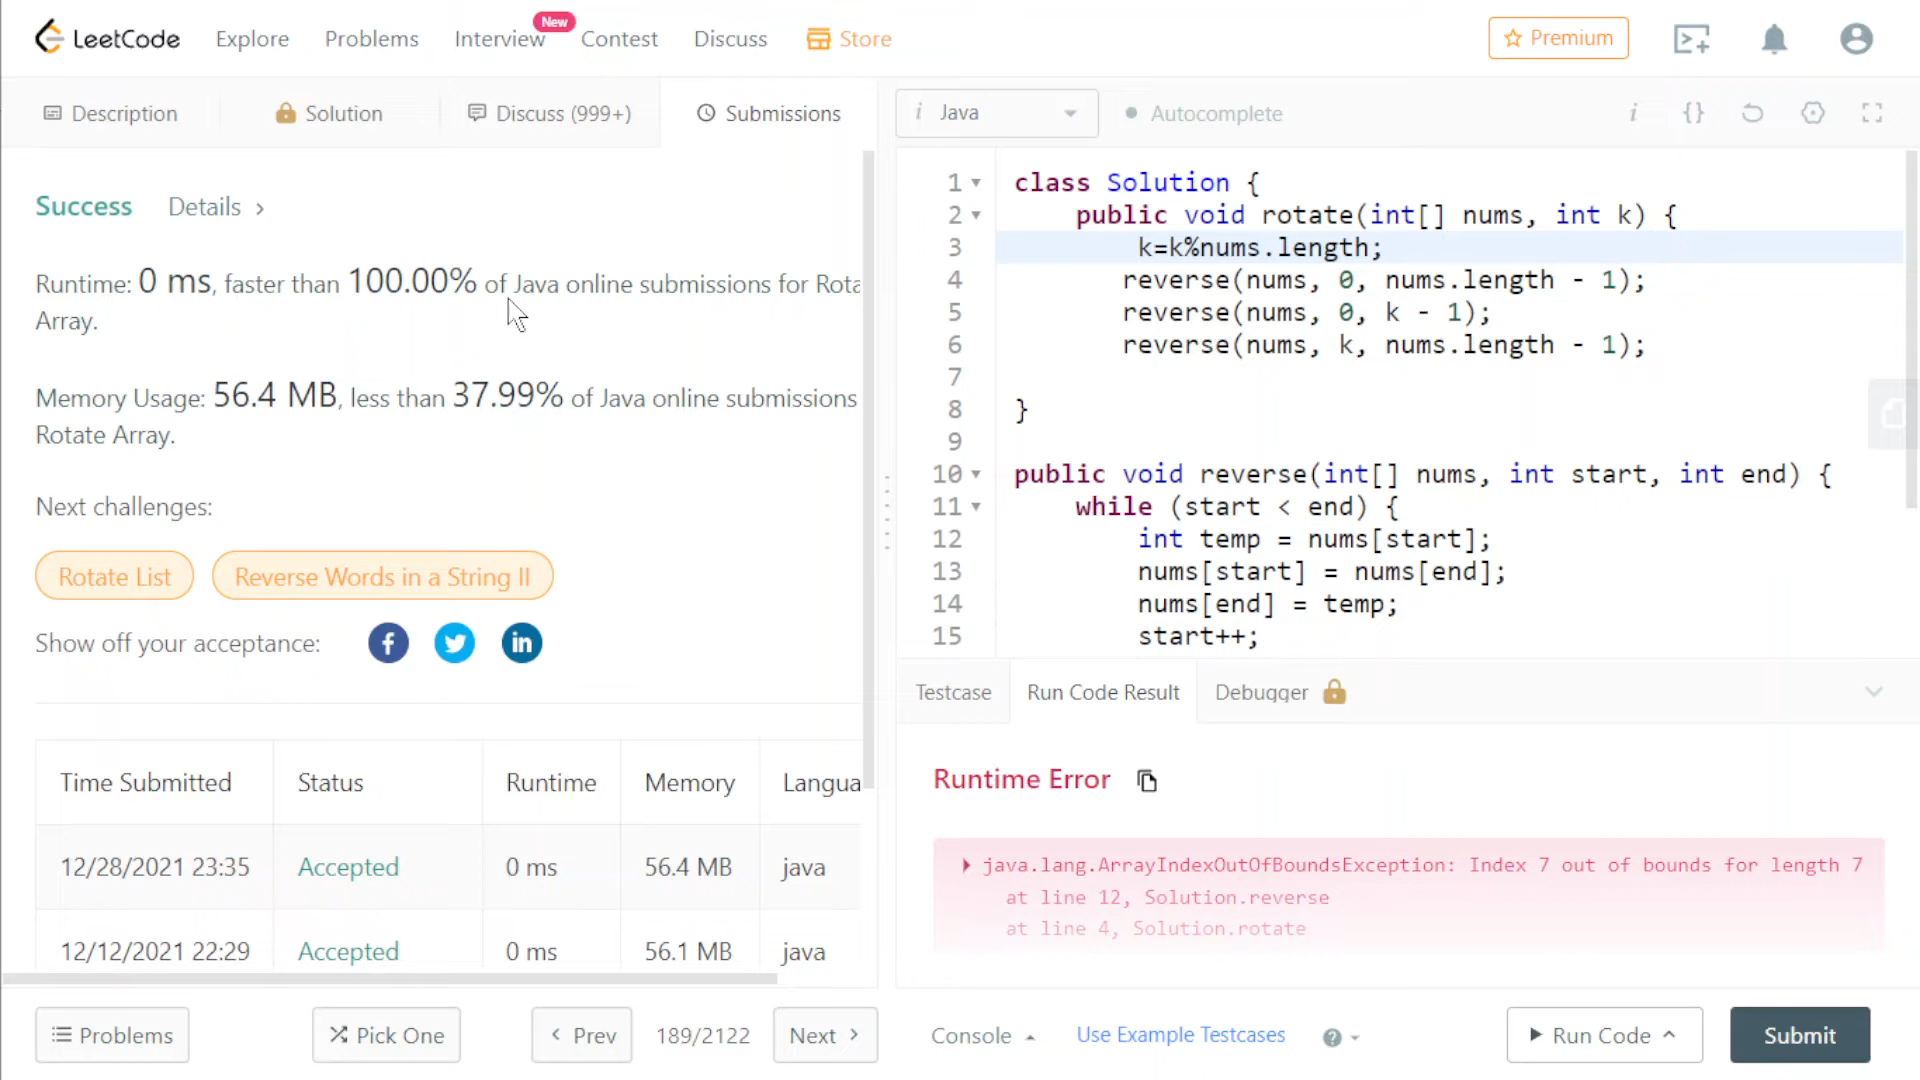 LeetCode Explore Problems Interview New Contest Discuss Store Premium
Description Solution Discuss (999+) Submissions
i Java Autocomplete i {}
Success Details >
Runtime: 0 ms, faster than 100.00% of Java online submissions for Rota
Array.
Memory Usage: 56.4 MB, less than 37.99% of Java online submissions
Rotate Array.
Next challenges:
Rotate List Reverse Words in a String II
Show off your acceptance: f in
Time Submitted Status Runtime Memory Langua
12/28/2021 23:35 Accepted 0 ms 56.4 MB java
12/12/2021 22:29 Accepted 0 ms 56.1 MB java
Problems Pick One < Prev 189/2122 Next >
1 class Solution {
2 public void rotate(int[] nums, int k) {
3 k=k%nums.length;
4 reverse(nums, 0, nums.length - 1);
5 reverse(nums, 0, k - 1);
6 reverse(nums, k, nums.length - 1);
7
8 }
9
10 public void reverse(int[] nums, int start, int end) {
11 while (start < end) {
12 int temp = nums[start];
13 nums[start] = nums[end];
14 nums[end] = temp;
15 start++;
Testcase Run Code Result Debugger
Runtime Error
java.lang.ArrayIndexOutOfBoundsException: Index 7 out of bounds for length 7
at line 12, Solution.reverse
at line 4, Solution.rotate
Console Use Example Testcases ? Run Code Submit